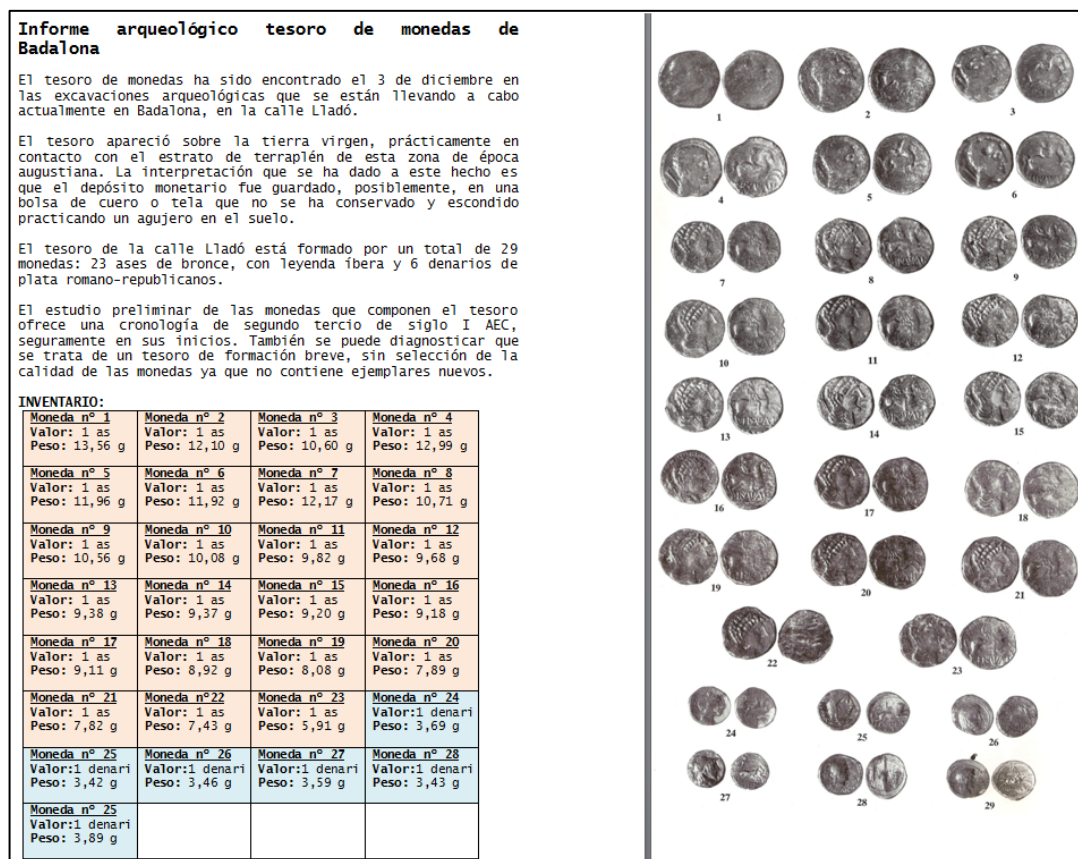 Informe arqueológico tesoro de monedas de
Badalona
El tesoro de monedas ha sido encontrado el 3 de diciembre en
las excavaciones arqueológicas que se están llevando a cabo
actualmente en Badalona, en la calle Lladó.
El tesoro apareció sobre la tierra virgen, prácticamente en
contacto con el estrato de terraplén de esta zona de época
augustiana. La interpretación que se ha dado a este hecho es
que el depósito monetario fue guardado, posiblemente, en una
bolsa de cuero o tela que no se ha conservado y escondido
practicando un agujero en el suelo.
El tesoro de la calle Lladó está formado por un total de 29
monedas: 23 ases de bronce, con leyenda íbera y 6 denarios de
plata romano-republicanos.
El estudio preliminar de las monedas que componen el tesoro
ofrece una cronología de segundo tercio de siglo I AEC,
seguramente en sus inicios. También se puede diagnosticar que
se trata de un tesoro de formación breve, sin selección de la
calidad de las monedas ya que no contiene ejemplares nuevos.
INVENTARIO:
Moneda nº 1 Moneda nº 2 Moneda nº 3 Moneda nº 4
Valor: 1 as Valor: 1 as Valor: 1 as Valor: 1 as
Peso: 13,56 g Peso: 12,10 g Peso: 10,60 g Peso: 12,99 g
Moneda nº 5 Moneda nº 6 Moneda nº 7 Moneda nº 8
Valor: 1 as Valor: 1 as Valor: 1 as Valor: 1 as
Peso: 11,96 g Peso: 11,92 g Peso: 12,17 g Peso: 10,71 g
Moneda nº 9 Moneda nº 10 Moneda nº 11 Moneda nº 12
Valor: 1 as Valor: 1 as Valor: 1 as Valor: 1 as
Peso: 10,56 g Peso: 10,08 g Peso: 9,82 g Peso: 9,68 g
Moneda nº 13 Moneda nº 14 Moneda nº 15 Moneda nº 16
Valor: 1 as Valor: 1 as Valor: 1 as Valor: 1 as
Peso: 9,38 g Peso: 9,37 g Peso: 9,20 g Peso: 9,18 g
Moneda nº 17 Moneda nº 18 Moneda nº 19 Moneda nº 20
Valor: 1 as Valor: 1 as Valor: 1 as Valor: 1 as
Peso: 9,11 g Peso: 8,92 g Peso: 8,08 g Peso: 7,89 g
Moneda nº 21 Moneda nº22 Moneda nº 23 Moneda nº 24
Valor: 1 as Valor: 1 as Valor: 1 as Valor:1 denari
Peso: 7,82 g Peso: 7,43 g Peso: 5,91 g Peso: 3,69 g
Moneda nº 25 Moneda nº 26 Moneda nº 27 Moneda nº 28
Valor:1 denari Valor:1 denari Valor:1 denari Valor:1 denari
Peso: 3,42 g Peso: 3,46 g Peso: 3,59 g Peso: 3,43 g
Moneda nº 25
Valor:1 denari
Peso: 3,89 g
1 2 3
4 5 6
7 8 9
10 11 12
13 14 15
16 17 18
19 20 21
22 23
24 25 26
27 28 29